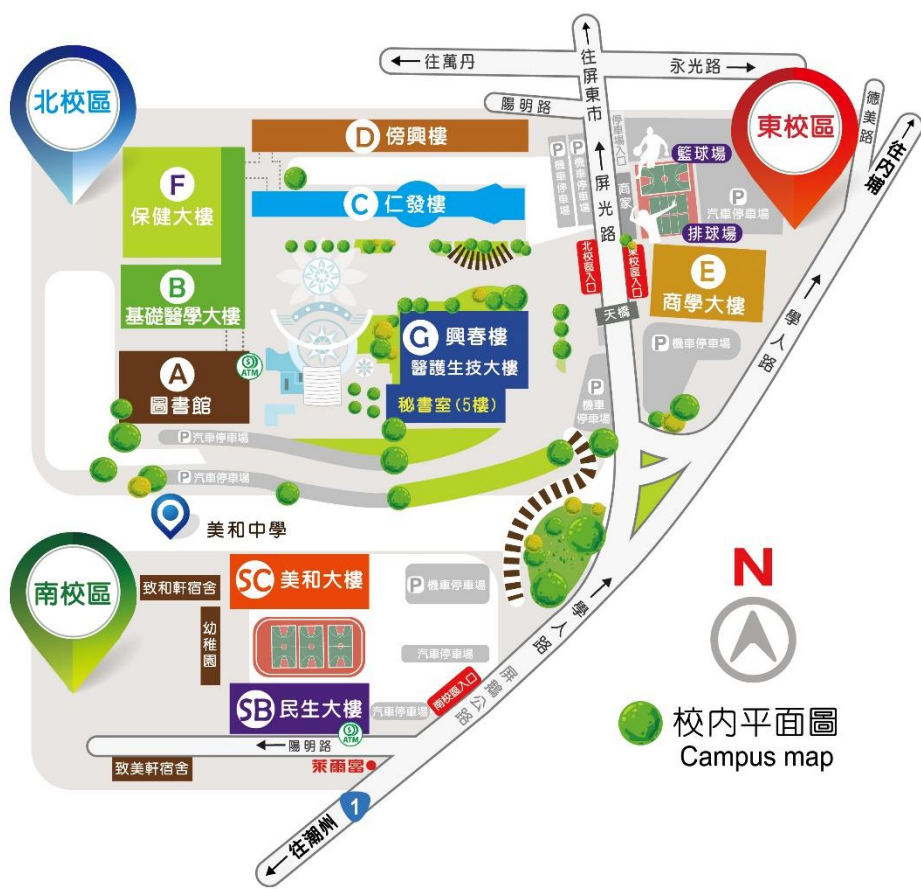 往屏東市
往萬丹
永光路
陽明路
德美路
往內埔
北校區
東校區
D 傍興樓
P 機車停車場
P 機車停車場
停車場入口
籃球場
F
保健大樓
C 仁發樓
屏光路
商家
P
汽車停車場
排球場
B
基礎醫學大樓
北校區入口
東校區入口
E
商學大樓
天橋
G 興春樓
醫護生技大樓
秘書室(5樓)
P 機車停車場
學人路
A
圖書館
ATM
P
機車
停車場
P 汽車停車場
P 汽車停車場
美和中學
南校區
致和軒宿舍
SC 美和大樓
P 機車停車場
幼稚園
汽車停車場
學人路
屏鵝公路
南校區入口
SB 民生大樓
汽車停車場
ATM
陽明路
致美軒宿舍
萊爾富
1
往潮州
N
校內平面圖
Campus map